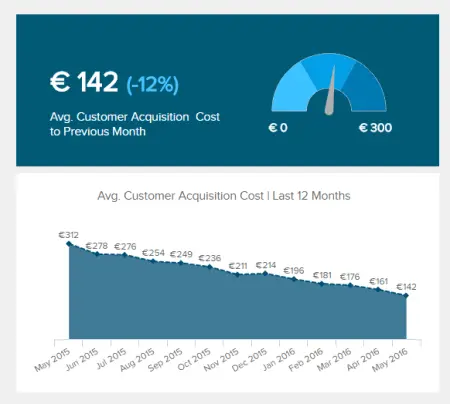 € 142 (-12%)
Avg. Customer Acquisition Cost
to Previous Month
€ 0
€ 300
Avg. Customer Acquisition Cost | Last 12 Months
€312
€278
€276
€254
€249
€236
€211
€214
€196
€181
€176
€161
€142
May 2015
Jun 2015
Jul 2015
Aug 2015
Sep 2015
Oct 2015
Nov 2015
Dec 2015
Jan 2016
Feb 2016
Mar 2016
Apr 2016
May 2016